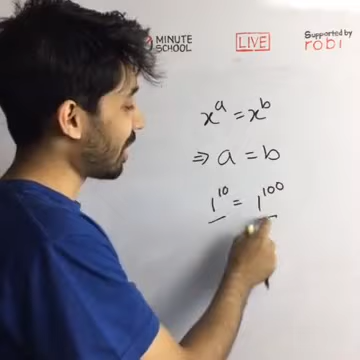 MINUTE
SCHOOL
LIVE
Supported by
robi
x^a = x^b
⇒ a = b
1^10 = 1^100